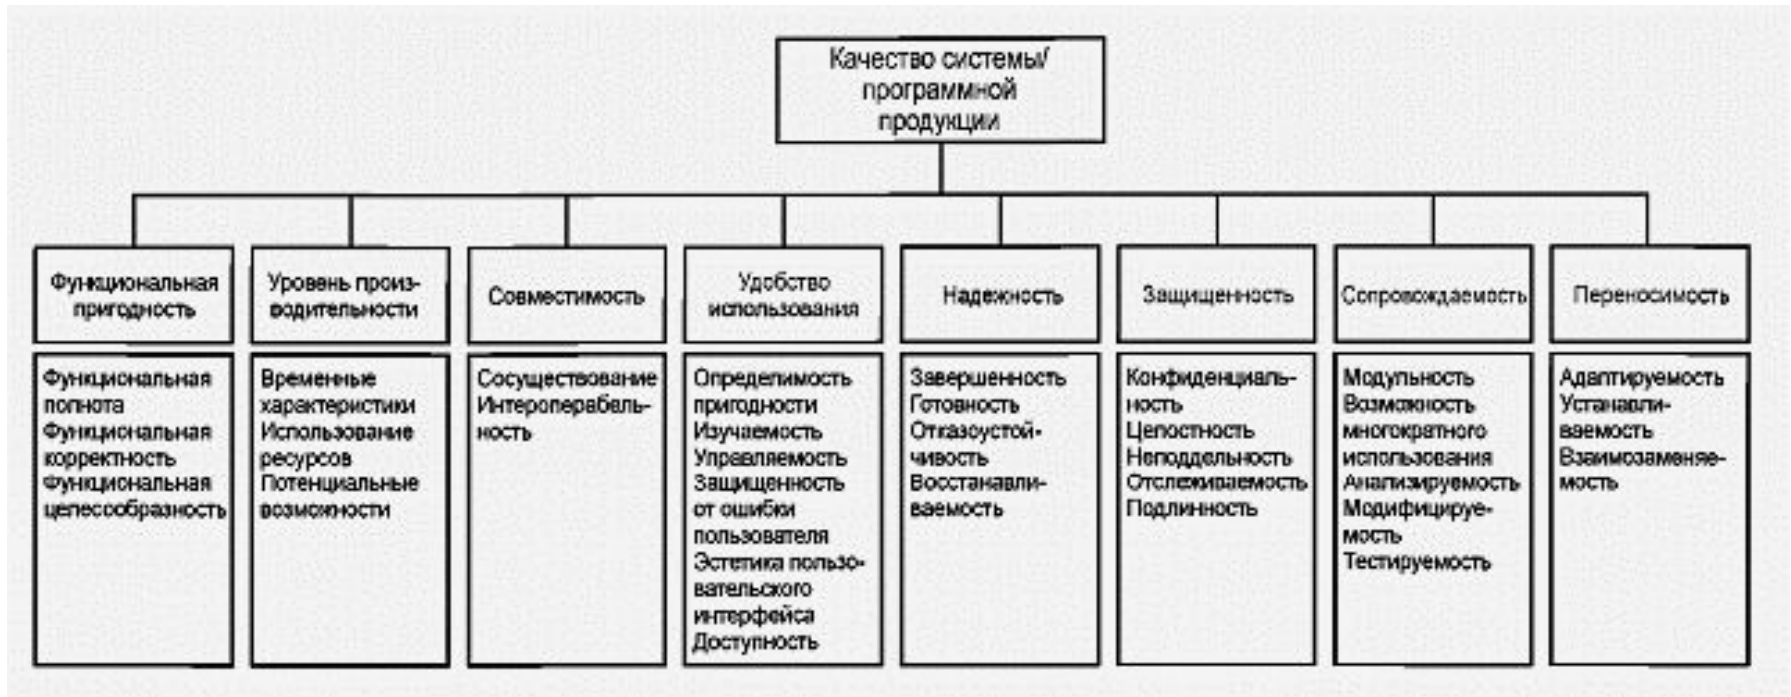 Качество системы/
программной
продукции
Функциональная
пригодность
Уровень произ-
водительности
Совместимость
Удобство
использования
Надежность
Защищенность
Сопровождаемость
Переносимость
Функциональная
полнота
Функциональная
корректность
Функциональная
целесообразность
Временные
характеристики
Использование
ресурсов
Потенциальные
возможности
Сосуществование
Интероперабель-
ность
Определимость
пригодности
Изучаемость
Управляемость
Защищенность
от ошибки
пользователя
Эстетика пользо-
вательского
интерфейса
Доступность
Завершенность
Готовность
Отказоустой-
чивость
Восстанавли-
ваемость
Конфиденциаль-
ность
Целостность
Неподдельность
Отслеживаемость
Подлинность
Модульность
Возможность
многократного
использования
Анализируемость
Модифицируе-
мость
Тестируемость
Адаптируемость
Устанавли-
ваемость
Взаимозаменяе-
мость